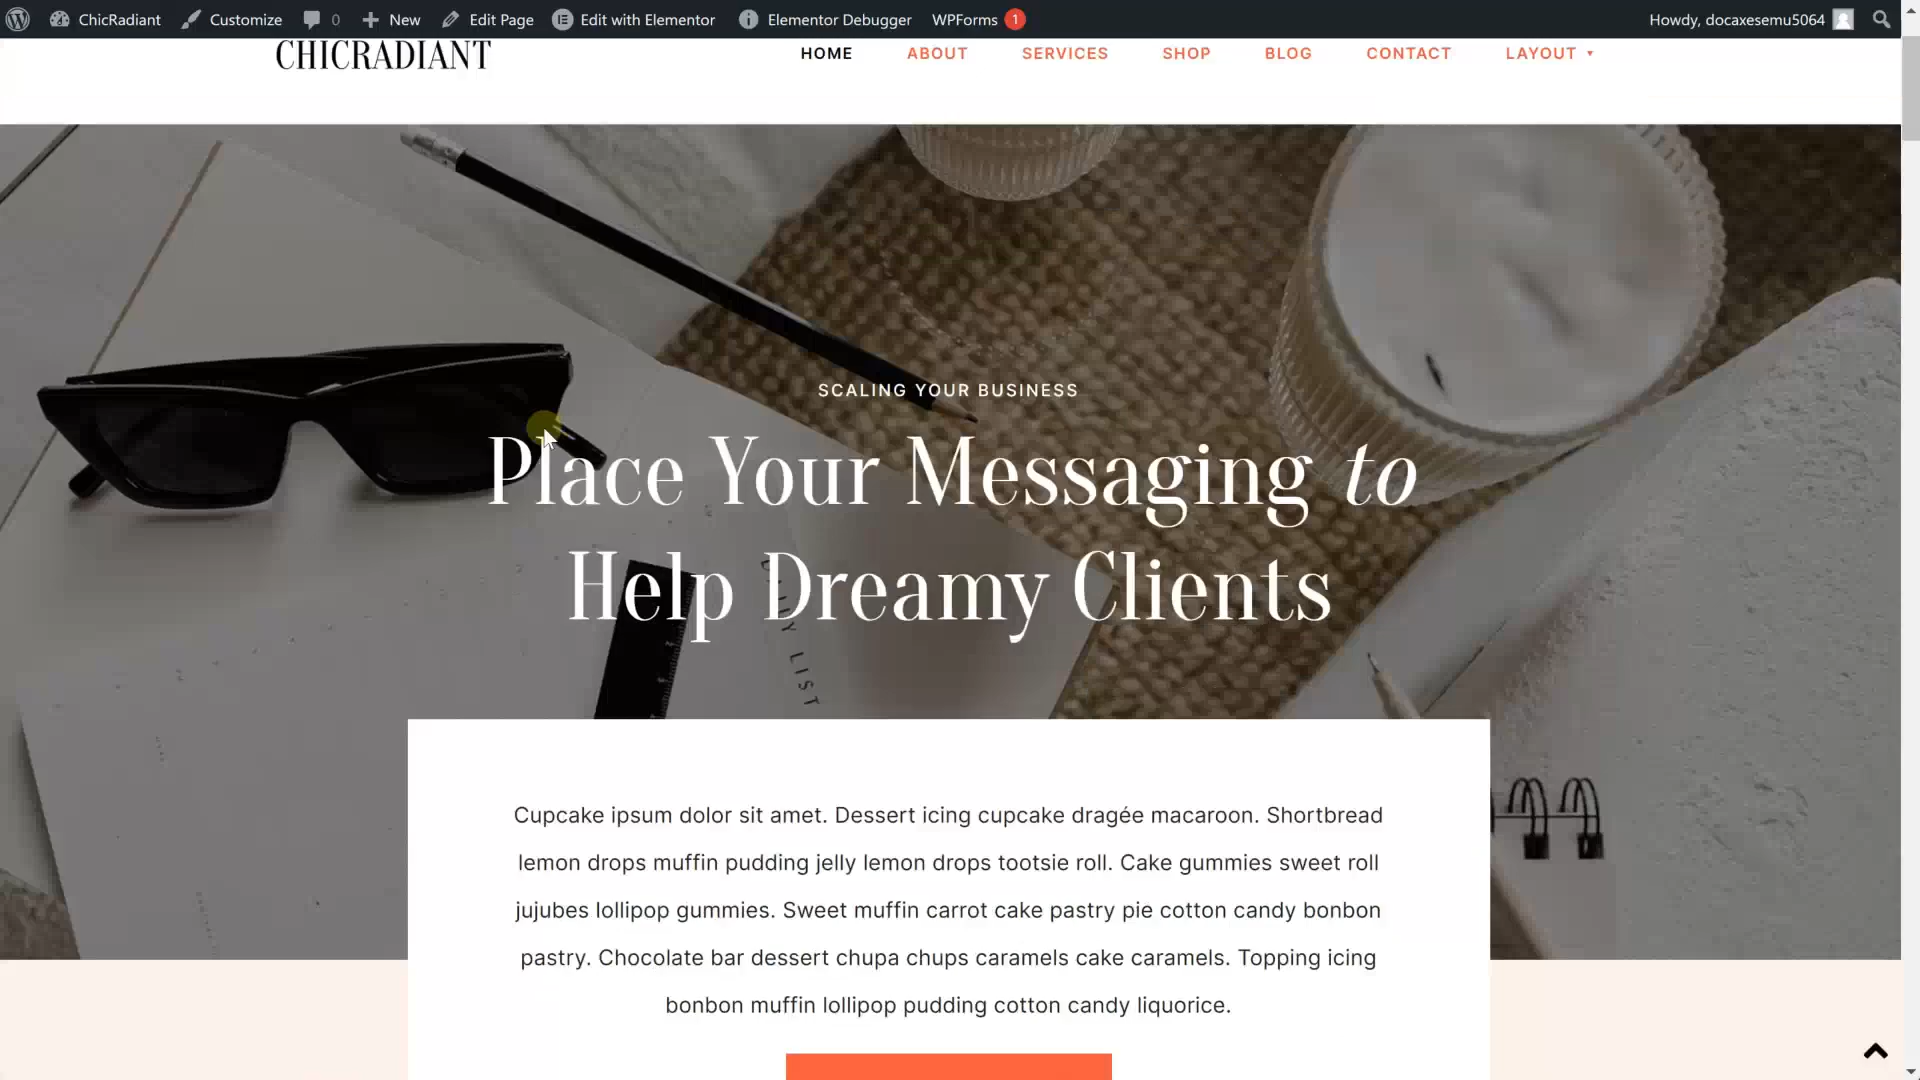 ChicRadiant Customize 0 New Edit Page Edit with Elementor Elementor Debugger WPForms 1 Howdy, docaxesemu5064
CHICRADIANT HOME ABOUT SERVICES SHOP BLOG CONTACT LAYOUT
SCALING YOUR BUSINESS
Place Your Messaging to
Help Dreamy Clients
DAILY LIST
Cupcake ipsum dolor sit amet. Dessert icing cupcake dragée macaroon. Shortbread
lemon drops muffin pudding jelly lemon drops tootsie roll. Cake gummies sweet roll
jujubes lollipop gummies. Sweet muffin carrot cake pastry pie cotton candy bonbon
pastry. Chocolate bar dessert chupa chups caramels cake caramels. Topping icing
bonbon muffin lollipop pudding cotton candy liquorice.